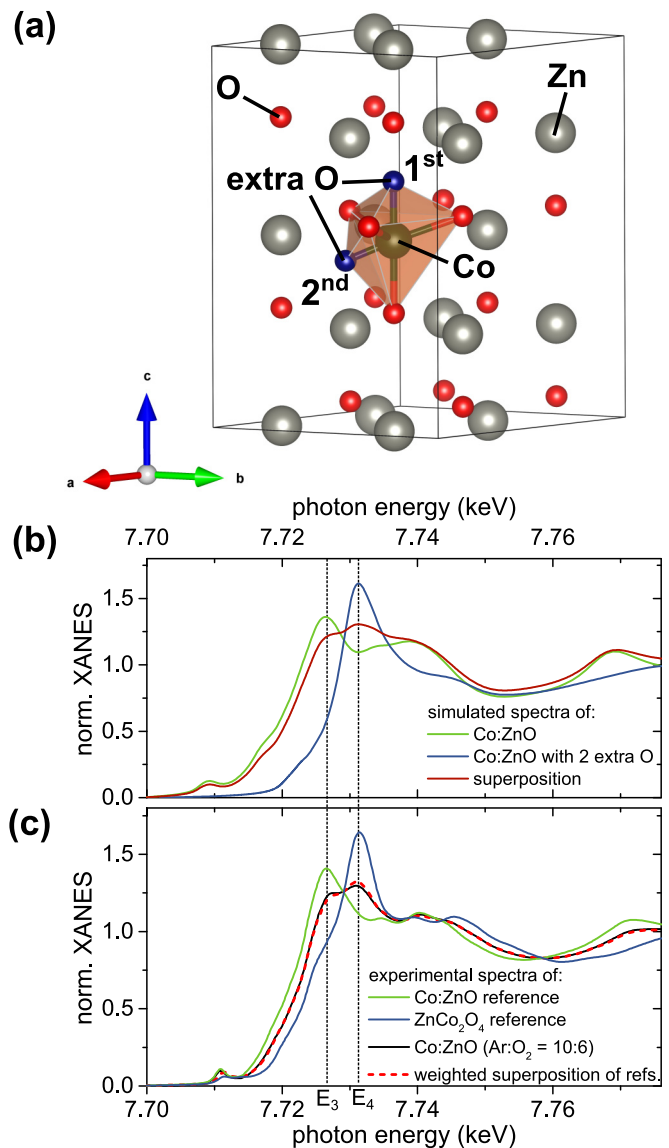 (a)
O
Zn
extra O
1st
2nd
Co
c
a
b
photon energy (keV)
(b)
7.70 7.72 7.74 7.76
norm. XANES
1.5
1.0
0.5
0.0
simulated spectra of:
Co:ZnO
Co:ZnO with 2 extra O
superposition
(c)
norm. XANES
1.5
1.0
0.5
0.0
experimental spectra of:
Co:ZnO reference
ZnCo2O4 reference
Co:ZnO (Ar:O2 = 10:6)
weighted superposition of refs.
7.70 7.72 E3 E4 7.74 7.76
photon energy (keV)